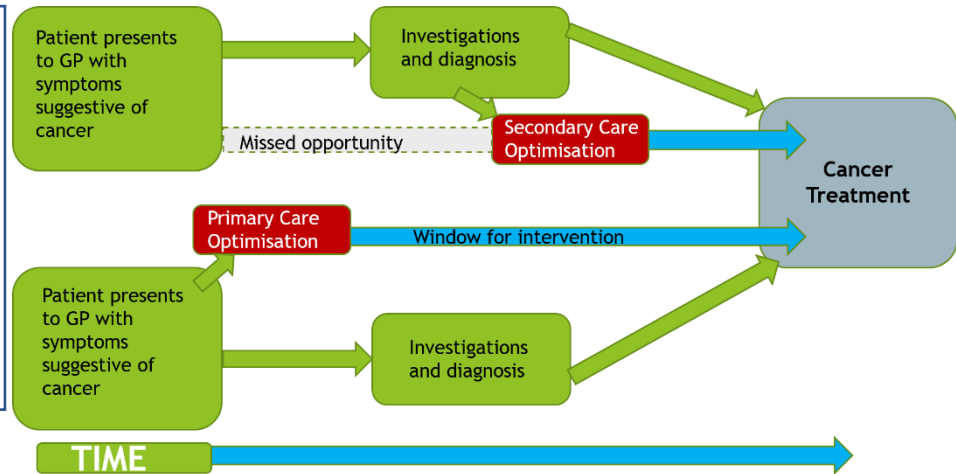 Patient presents
to GP with
symptoms
suggestive of
cancer
Investigations
and diagnosis
Missed opportunity
Secondary Care
Optimisation
Cancer
Treatment
Primary Care
Optimisation
Window for intervention
Patient presents
to GP with
symptoms
suggestive of
cancer
Investigations
and diagnosis
TIME